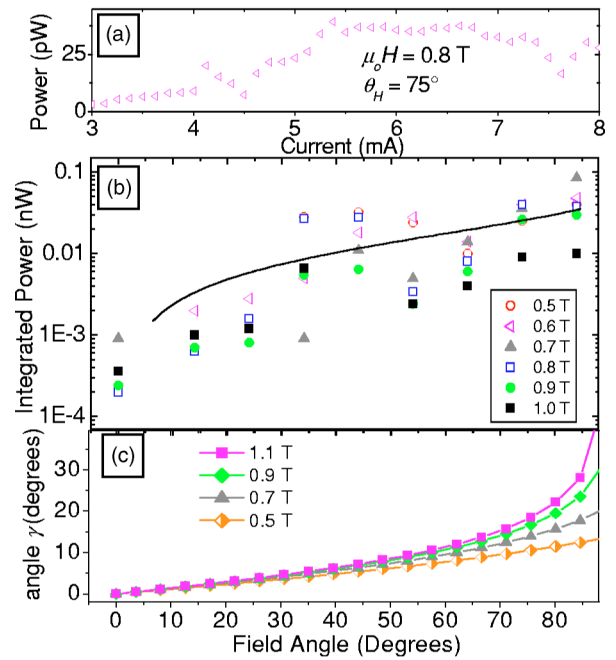 (a)
Power (pW)
25
0
μoH = 0.8 T
θH = 75°
3 4 5 6 7 8
Current (mA)
(b)
Integrated Power (nW)
0.1
0.01
1E-3
1E-4
0.5 T
0.6 T
0.7 T
0.8 T
0.9 T
1.0 T
(c)
angle γ(degrees)
30
20
10
0
1.1 T
0.9 T
0.7 T
0.5 T
0 10 20 30 40 50 60 70 80
Field Angle (Degrees)